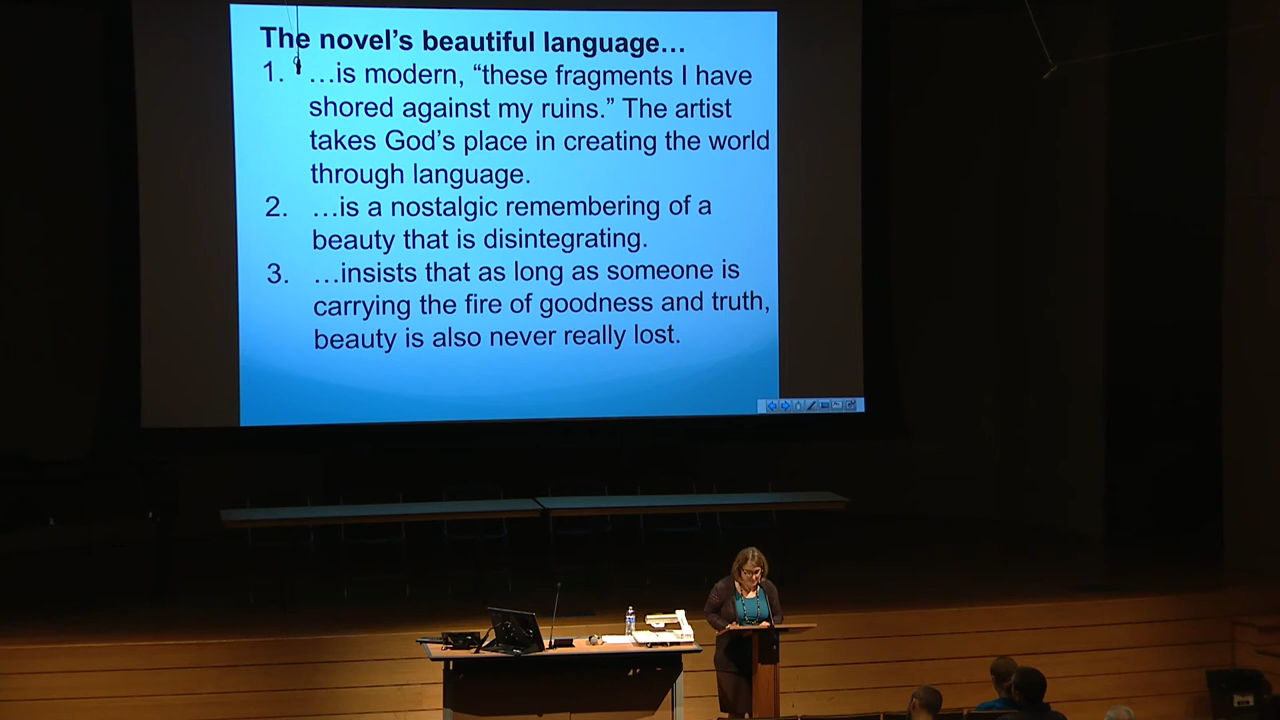 The novel's beautiful language…
1. …is modern, “these fragments I have
shored against my ruins.” The artist
takes God's place in creating the world
through language.
2. …is a nostalgic remembering of a
beauty that is disintegrating.
3. …insists that as long as someone is
carrying the fire of goodness and truth,
beauty is also never really lost.